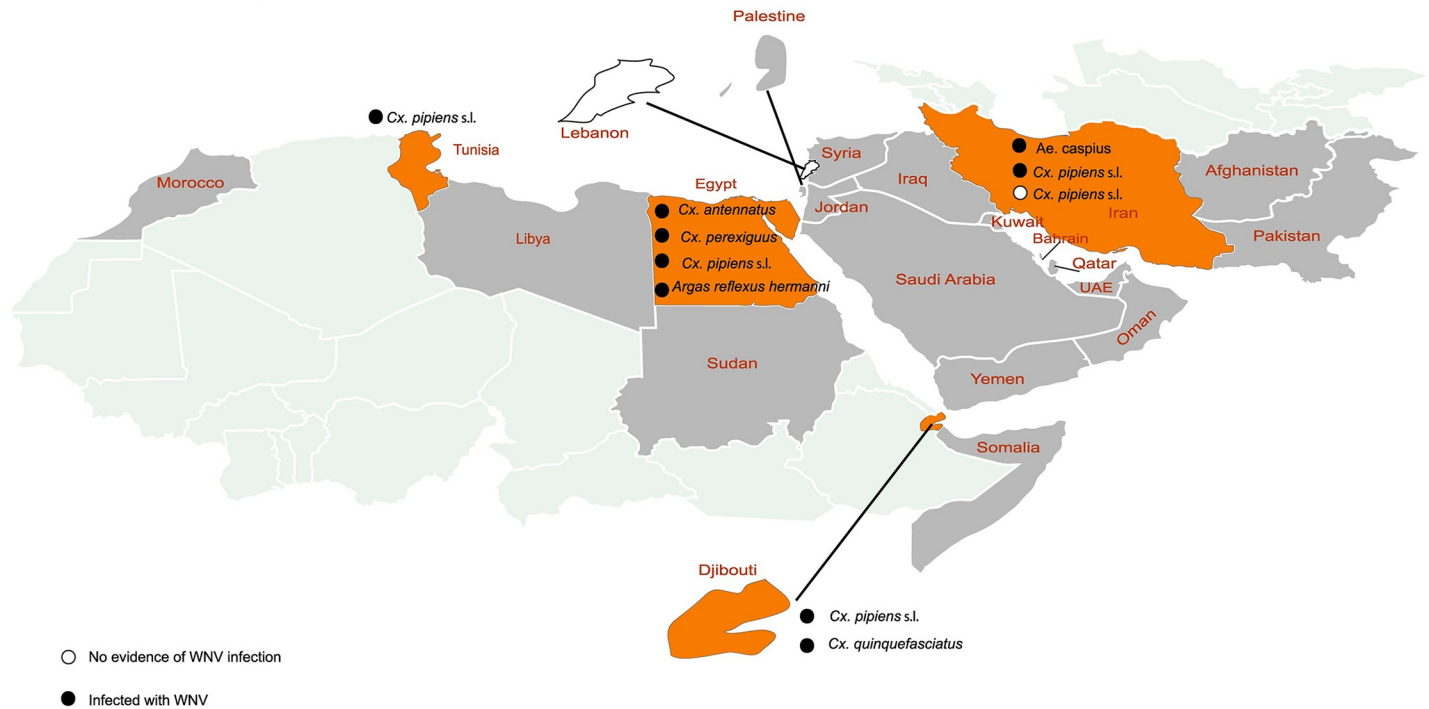 Palestine
Lebanon
Cx. pipiens s.l.
Tunisia
Morocco
Syria
Ae. caspius
Cx. pipiens s.l.
Cx. pipiens s.l.
Iran
Afghanistan
Egypt
Iraq
Jordan
Kuwait
Bahrain
Pakistan
Cx. antennatus
Cx. perexiguus
Cx. pipiens s.l.
Argas reflexus hermanni
Libya
Qatar
Saudi Arabia
UAE
Oman
Sudan
Yemen
Somalia
Djibouti
Cx. pipiens s.l.
Cx. quinquefasciatus
No evidence of WNV infection
Infected with WNV